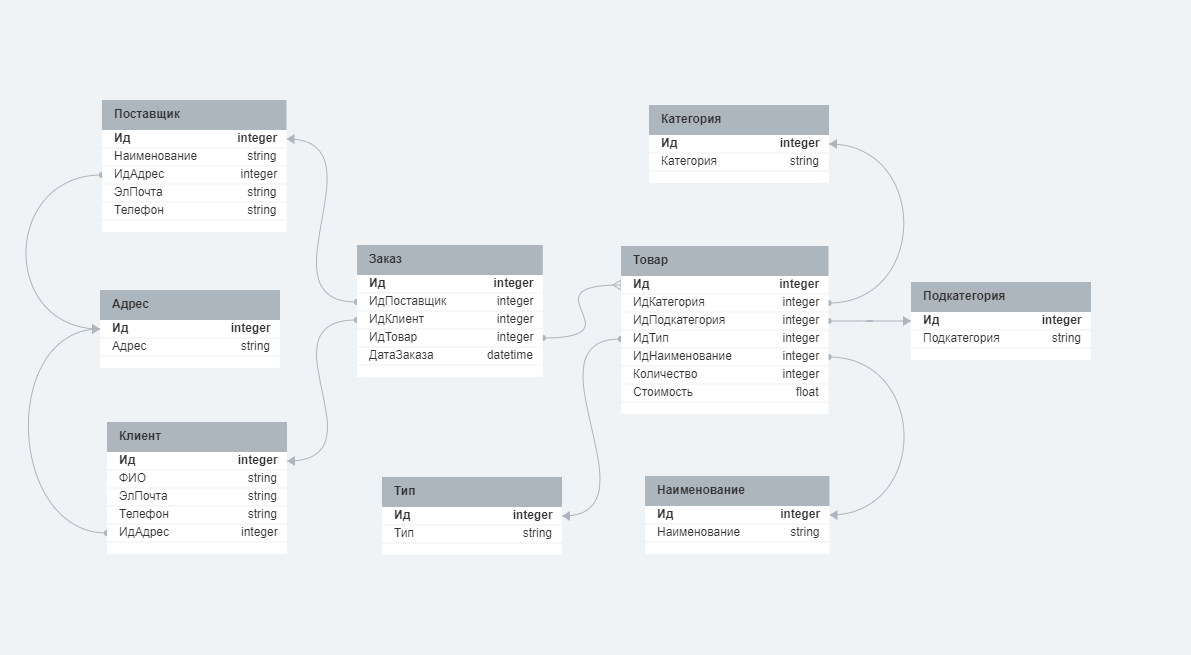 Поставщик
Ид integer
Наименование string
ИдАдрес integer
ЭлПочта string
Телефон string
Адрес
Ид integer
Адрес string
Клиент
Ид integer
ФИО string
ЭлПочта string
Телефон string
ИдАдрес integer
Заказ
Ид integer
ИдПоставщик integer
ИдКлиент integer
ИдТовар integer
ДатаЗаказа datetime
Тип
Ид integer
Тип string
Категория
Ид integer
Категория string
Товар
Ид integer
ИдКатегория integer
ИдПодкатегория integer
ИдТип integer
ИдНаименование integer
Количество integer
Стоимость float
Наименование
Ид integer
Наименование string
Подкатегория
Ид integer
Подкатегория string